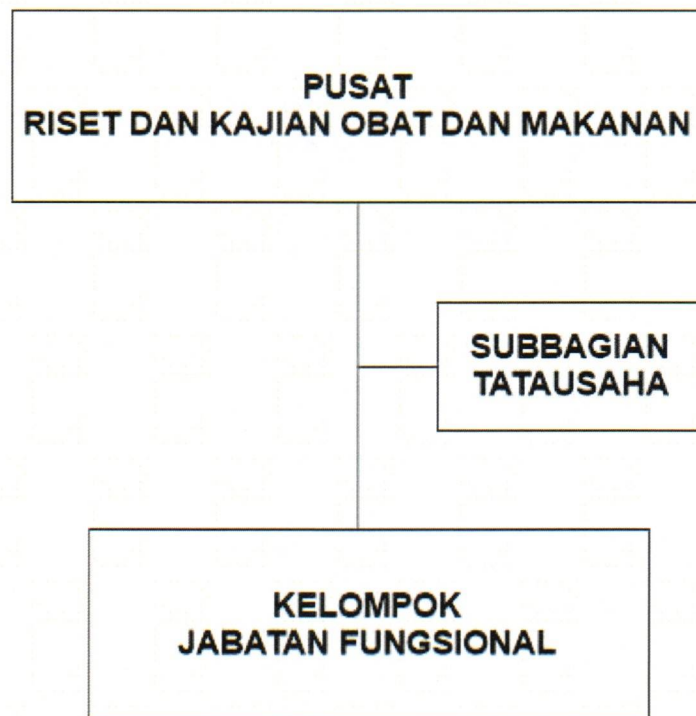 PUSAT
RISET DAN KAJIAN OBAT DAN MAKANAN
SUBBAGIAN
TATAUSAHA
KELOMPOK
JABATAN FUNGSIONAL